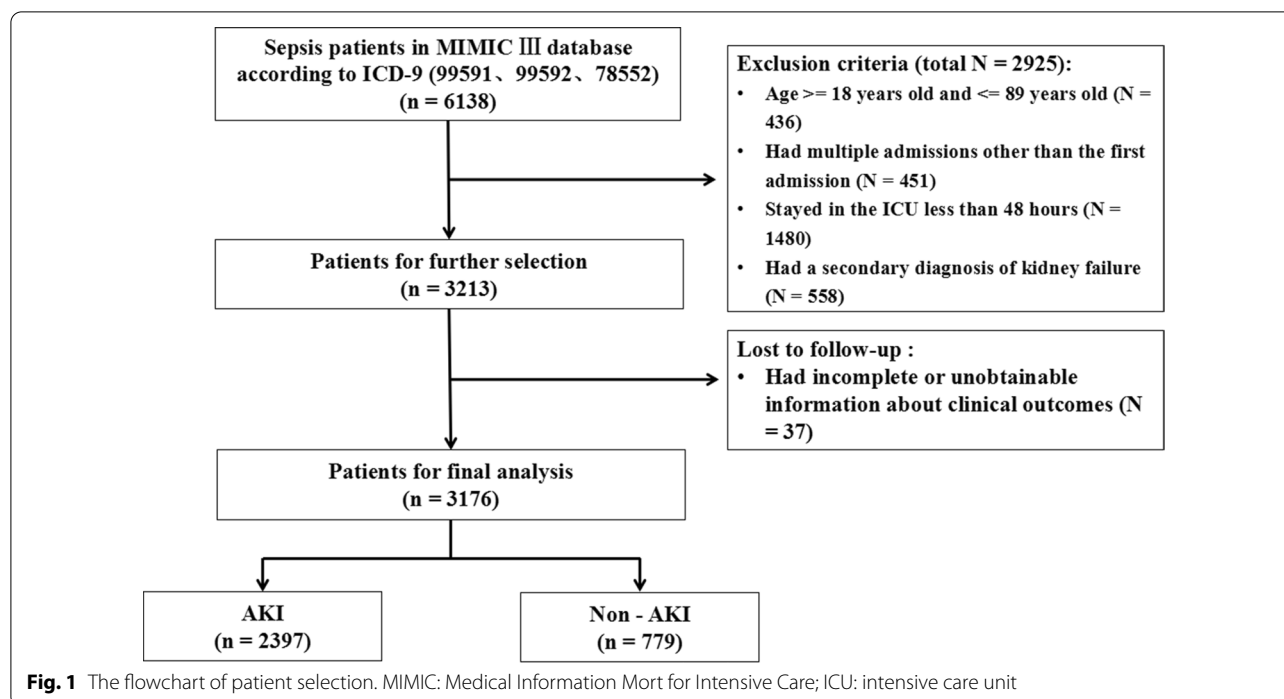 Sepsis patients in MIMIC Ⅲ database
according to ICD-9 (99591、99592、78552)
(n = 6138)
Exclusion criteria (total N = 2925):
• Age >= 18 years old and <= 89 years old (N =
436)
• Had multiple admissions other than the first
admission (N = 451)
• Stayed in the ICU less than 48 hours (N =
1480)
• Had a secondary diagnosis of kidney failure
(N = 558)
Patients for further selection
(n = 3213)
Lost to follow-up :
• Had incomplete or unobtainable
information about clinical outcomes (N
= 37)
Patients for final analysis
(n = 3176)
AKI
(n = 2397)
Non - AKI
(n = 779)
Fig. 1 The flowchart of patient selection. MIMIC: Medical Information Mort for Intensive Care; ICU: intensive care unit